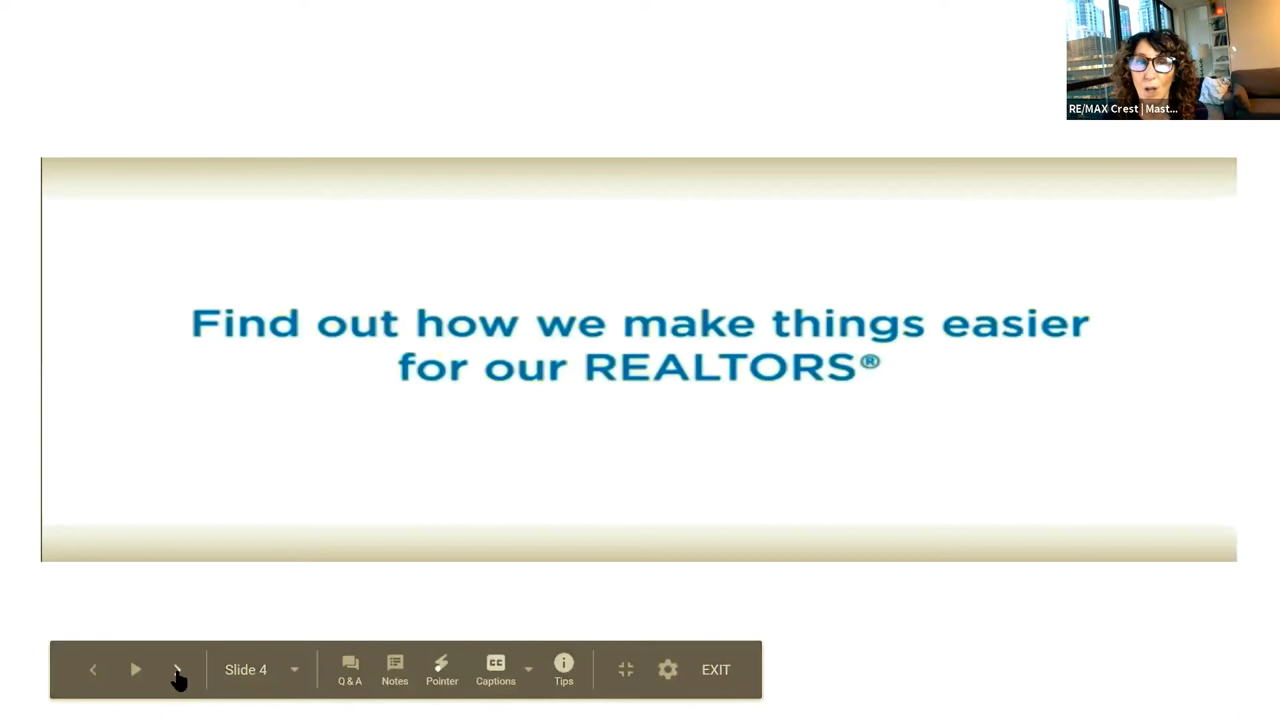 RE/MAX Crest | Mast...
Find out how we make things easier
for our REALTORS®
Slide 4
Q & A
Notes
Pointer
CC
Captions
Tips
EXIT